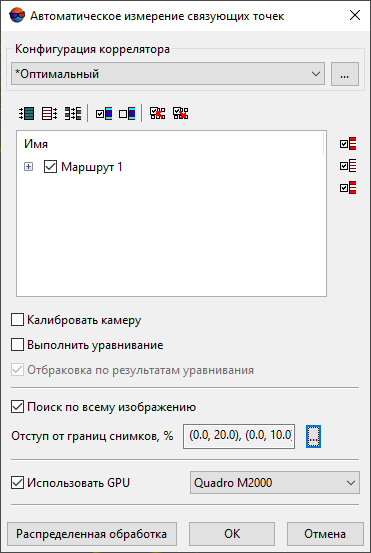 Автоматическое измерение связующих точек
Конфигурация коррелятора
*Оптимальный
...
Имя
Маршрут 1
Калибровать камеру
Выполнить уравнивание
Отбраковка по результатам уравнивания
Поиск по всему изображению
Отступ от границ снимков, % (0.0, 20.0), (0.0, 10.0)
...
Использовать GPU Quadro M2000
Распределенная обработка OK Отмена